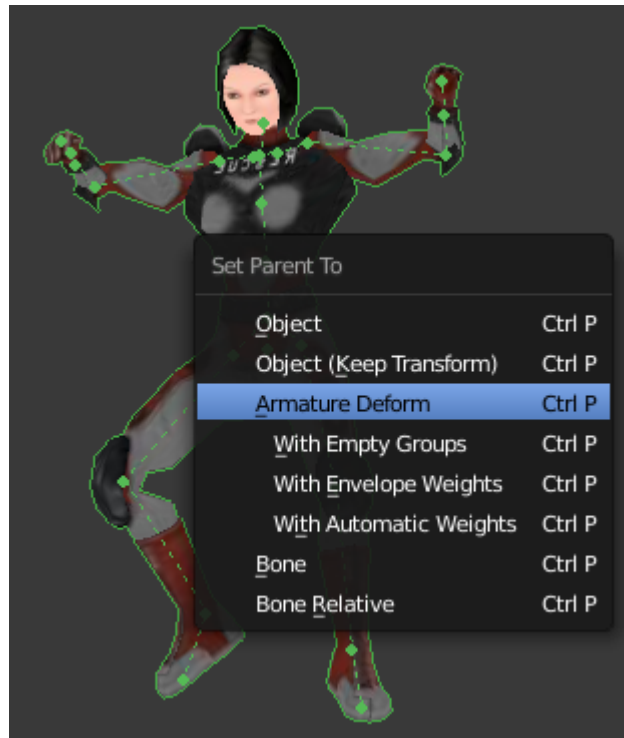 Set Parent To
Object Ctrl P
Object (Keep Transform) Ctrl P
Armature Deform Ctrl P
With Empty Groups Ctrl P
With Envelope Weights Ctrl P
With Automatic Weights Ctrl P
Bone Ctrl P
Bone Relative Ctrl P